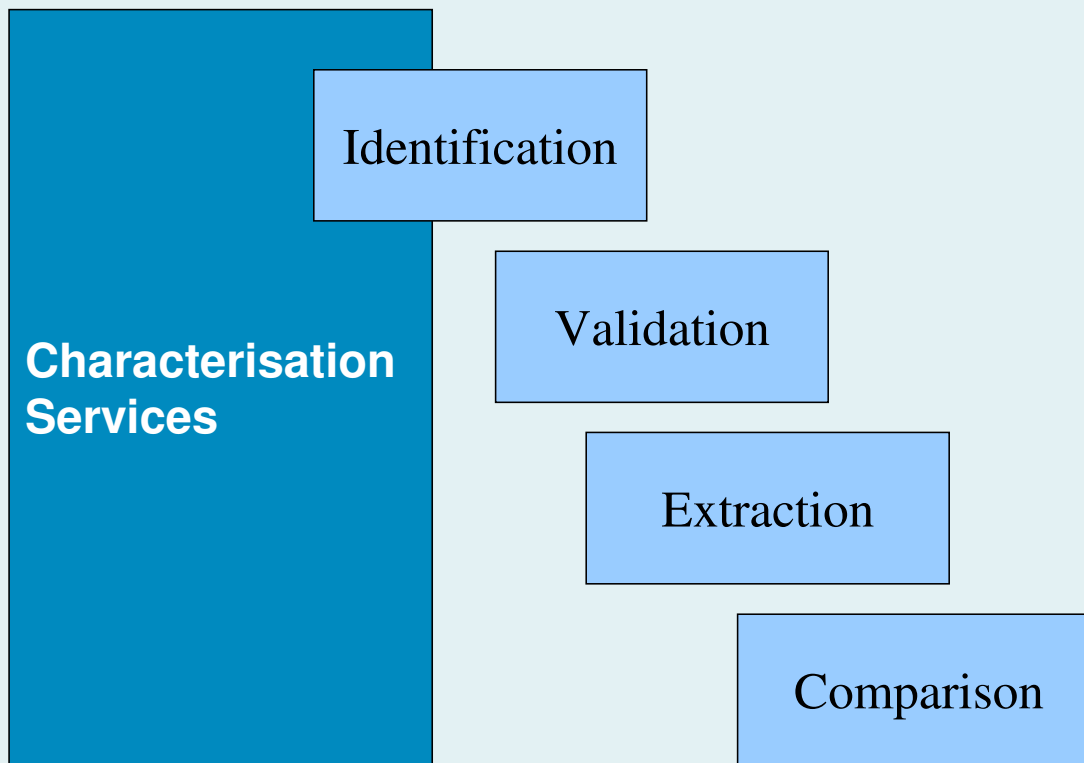 Identification
Validation
Characterisation
Services
Extraction
Comparison